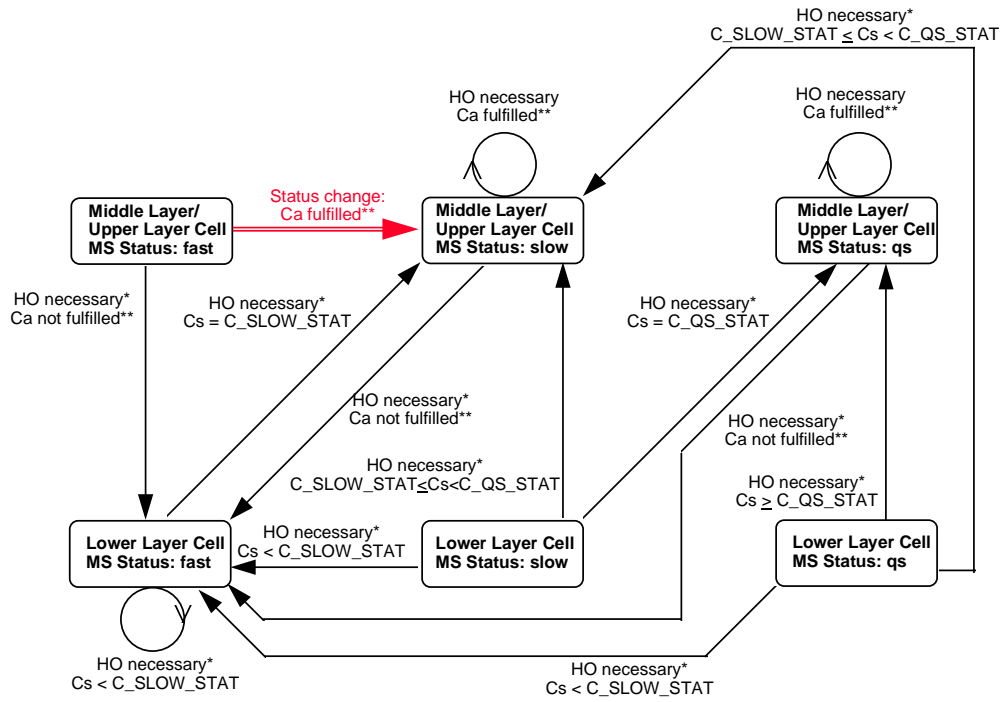 HO necessary*
C_SLOW_STAT ≤ Cs < C_QS_STAT
HO necessary
Ca fulfilled**
HO necessary
Ca fulfilled**
Status change:
Ca fulfilled**
Middle Layer/
Upper Layer Cell
MS Status: fast
Middle Layer/
Upper Layer Cell
MS Status: slow
Middle Layer/
Upper Layer Cell
MS Status: qs
HO necessary*
Ca not fulfilled**
HO necessary*
Cs = C_SLOW_STAT
HO necessary*
Cs = C_QS_STAT
HO necessary*
Ca not fulfilled**
HO necessary*
Ca not fulfilled**
HO necessary*
C_SLOW_STAT≤Cs<C_QS_STAT
HO necessary*
Cs ≥ C_QS_STAT
HO necessary*
Cs < C_SLOW_STAT
Lower Layer Cell
MS Status: fast
Lower Layer Cell
MS Status: slow
Lower Layer Cell
MS Status: qs
HO necessary*
Cs < C_SLOW_STAT
HO necessary*
Cs < C_SLOW_STAT